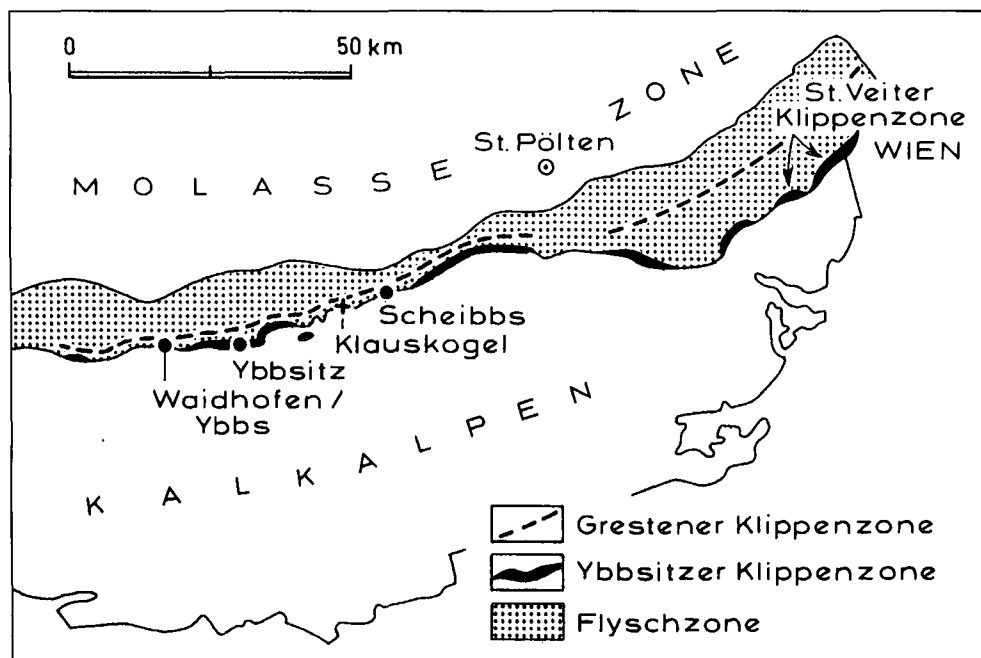 0 50 km
MOLASSE ZONE
St. Pölten
St. Veiter
Klippenzone
WIEN
Scheibbs
Klauskogel
Ybbsitz
Waidhofen /
Ybbs
KALKALPEN
Grestener Klippenzone
Ybbsitzer Klippenzone
Flyschzone